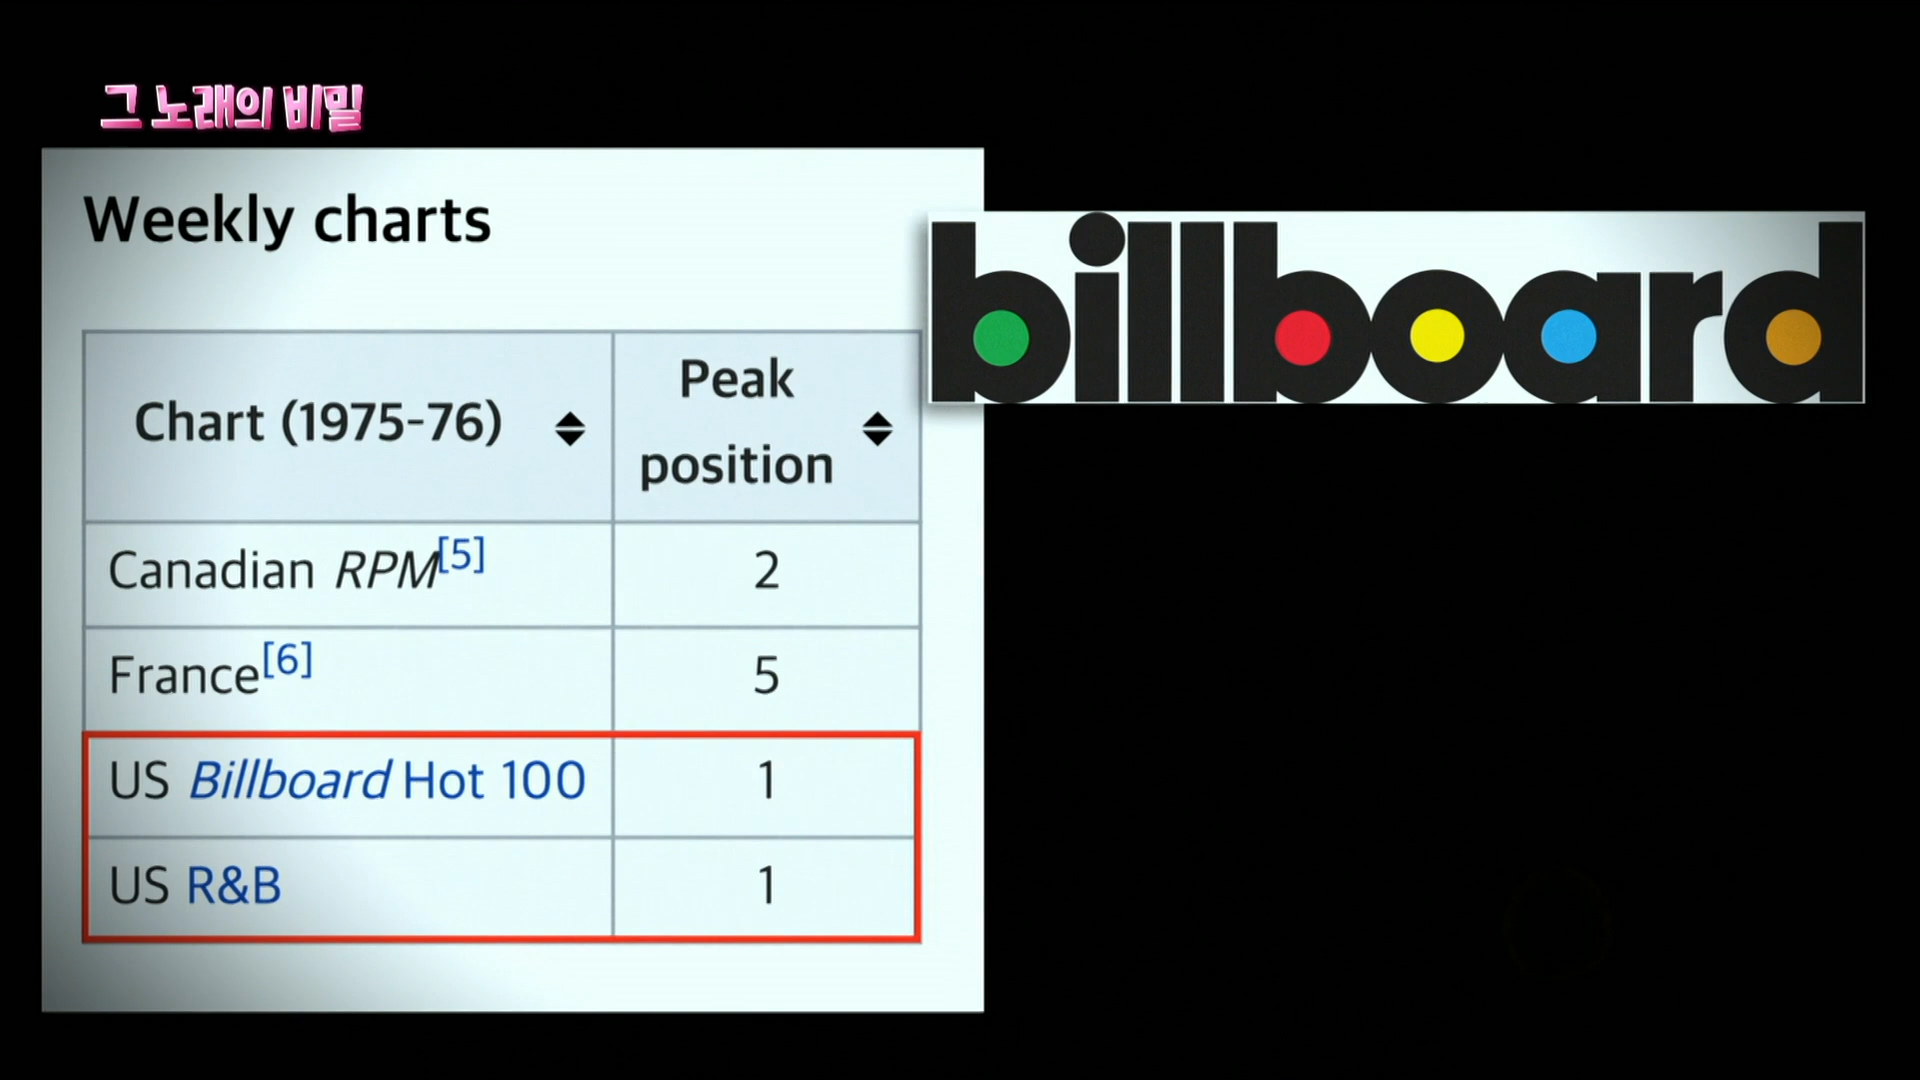 그 노래의 비밀
Weekly charts
billboard
Chart (1975-76)
Peak
position
Canadian RPM[5]
2
France[6]
5
US Billboard Hot 100
1
US R&B
1